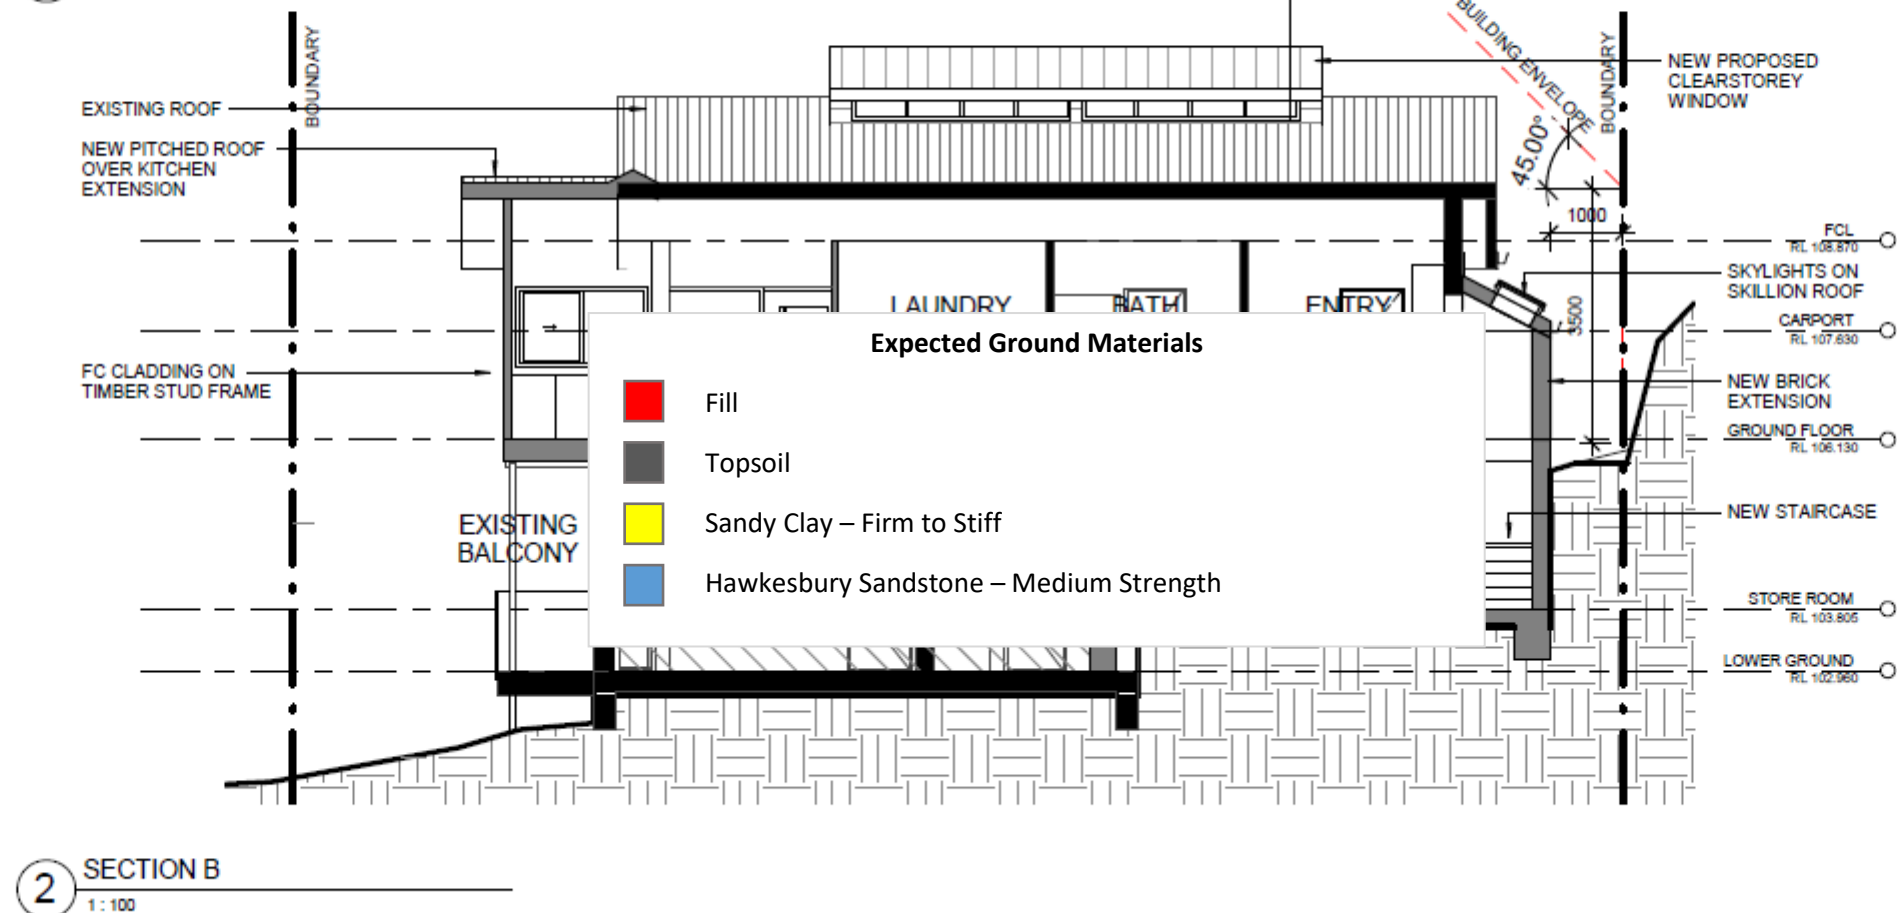 BUILDING ENVELOPE
BOUNDARY
BOUNDARY
NEW PROPOSED
CLEARSTOREY
WINDOW
EXISTING ROOF
NEW PITCHED ROOF
OVER KITCHEN
EXTENSION
45.00°
1000
FCL
RL 108.870
SKYLIGHTS ON
SKILLION ROOF
3500
LAUNDRY
BATH
ENTRY
CARPORT
RL 107.630
Expected Ground Materials
FC CLADDING ON
TIMBER STUD FRAME
NEW BRICK
EXTENSION
Fill
GROUND FLOOR
RL 106.130
Topsoil
EXISTING
BALCONY
Sandy Clay – Firm to Stiff
NEW STAIRCASE
Hawkesbury Sandstone – Medium Strength
STORE ROOM
RL 103.805
LOWER GROUND
RL 102.960
2
SECTION B
1 : 100